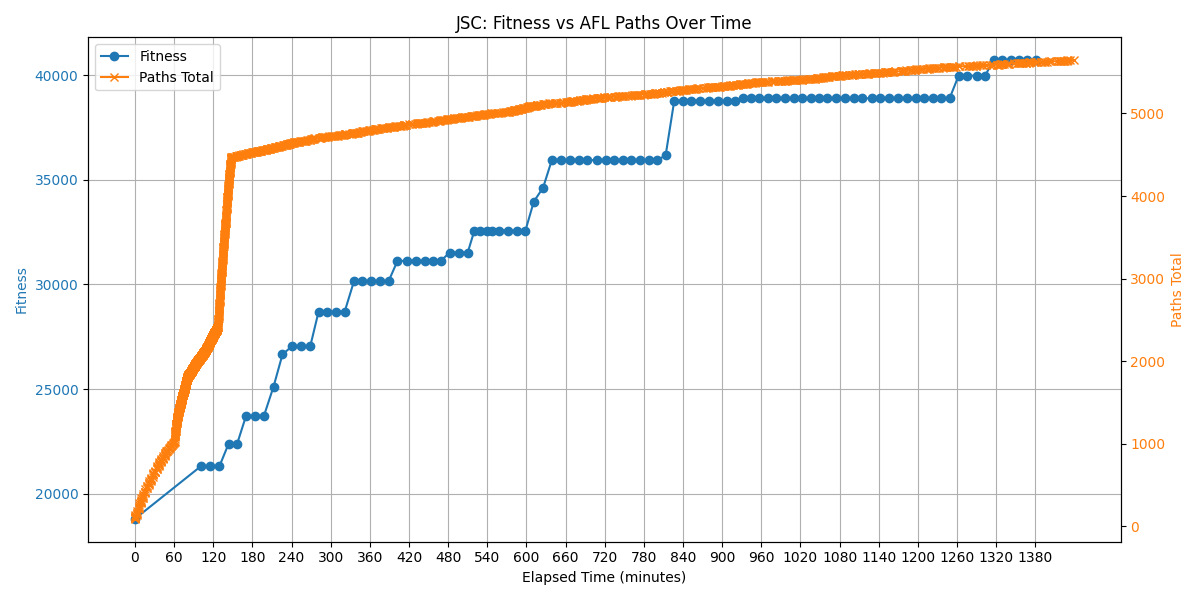 JSC: Fitness vs AFL Paths Over Time
Fitness
Paths Total
40000
35000
30000
25000
20000
Fitness
5000
4000
3000
2000
1000
0
Paths Total
0 60 120 180 240 300 360 420 480 540 600 660 720 780 840 900 960 1020 1080 1140 1200 1260 1320 1380
Elapsed Time (minutes)